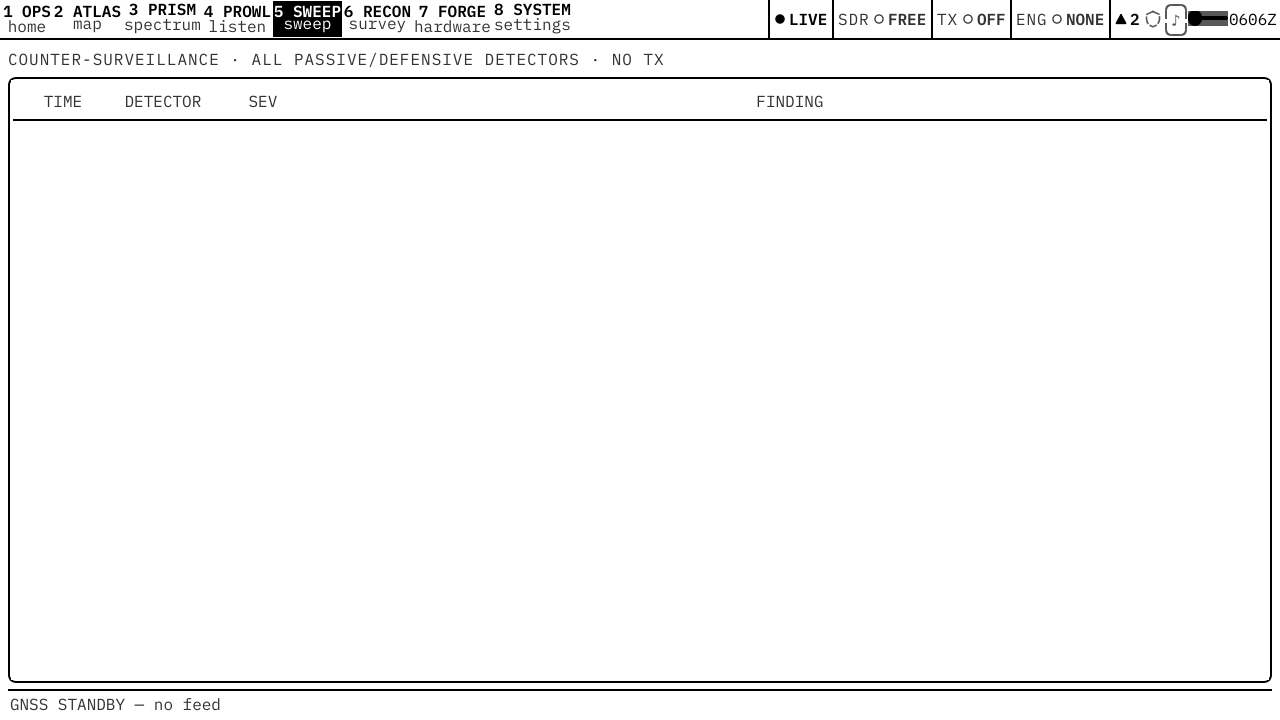 1 OPS 2 ATLAS 3 PRISM 4 PROWL 5 SWEEP 6 RECON 7 FORGE 8 SYSTEM
home map spectrum listen sweep survey hardware settings
LIVE SDR FREE TX OFF ENG NONE 2 ♪ 0606Z
COUNTER-SURVEILLANCE · ALL PASSIVE/DEFENSIVE DETECTORS · NO TX
TIME DETECTOR SEV FINDING
GNSS STANDBY — no feed